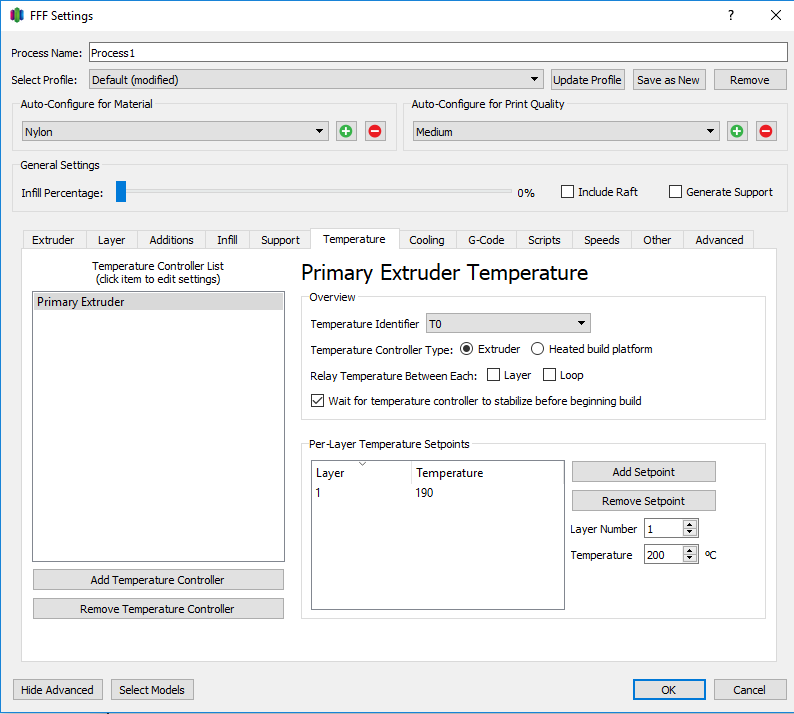 FFF Settings
?
Process Name: Process1
Select Profile: Default (modified) Update Profile Save as New Remove
Auto-Configure for Material Auto-Configure for Print Quality
Nylon Medium
General Settings
Infill Percentage: 0% Include Raft Generate Support
Extruder Layer Additions Infill Support Temperature Cooling G-Code Scripts Speeds Other Advanced
Temperature Controller List
(click item to edit settings)
Primary Extruder
Add Temperature Controller
Remove Temperature Controller
Primary Extruder Temperature
Overview
Temperature Identifier T0
Temperature Controller Type: Extruder Heated build platform
Relay Temperature Between Each: Layer Loop
Wait for temperature controller to stabilize before beginning build
Per-Layer Temperature Setpoints
Layer Temperature
1 190
Add Setpoint
Remove Setpoint
Layer Number 1
Temperature 200 ºC
Hide Advanced Select Models OK Cancel